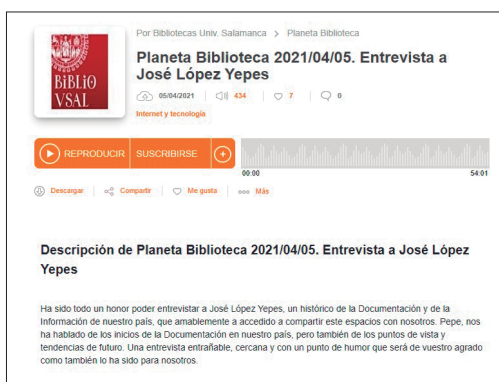 Por Bibliotecas Univ. Salamanca > Planeta Biblioteca
Planeta Biblioteca 2021/04/05. Entrevista a
José López Yepes
05/04/2021 434 7 0
Internet y tecnología
BiBLIO
VSAL
REPRODUCIR SUSCRIBIRSE +
00:00 54:01
Descargar Compartir Me gusta Más
Descripción de Planeta Biblioteca 2021/04/05. Entrevista a José López
Yepes
Ha sido todo un honor poder entrevistar a José López Yepes, un histórico de la Documentación y de la
Información de nuestro país, que amablemente a accedido a compartir este espacios con nosotros. Pepe, nos
ha hablado de los inicios de la Documentación en nuestro país, pero también de los puntos de vista y
tendencias de futuro. Una entrevista entrañable, cercana y con un punto de humor que será de vuestro agrado
como también lo ha sido para nosotros.